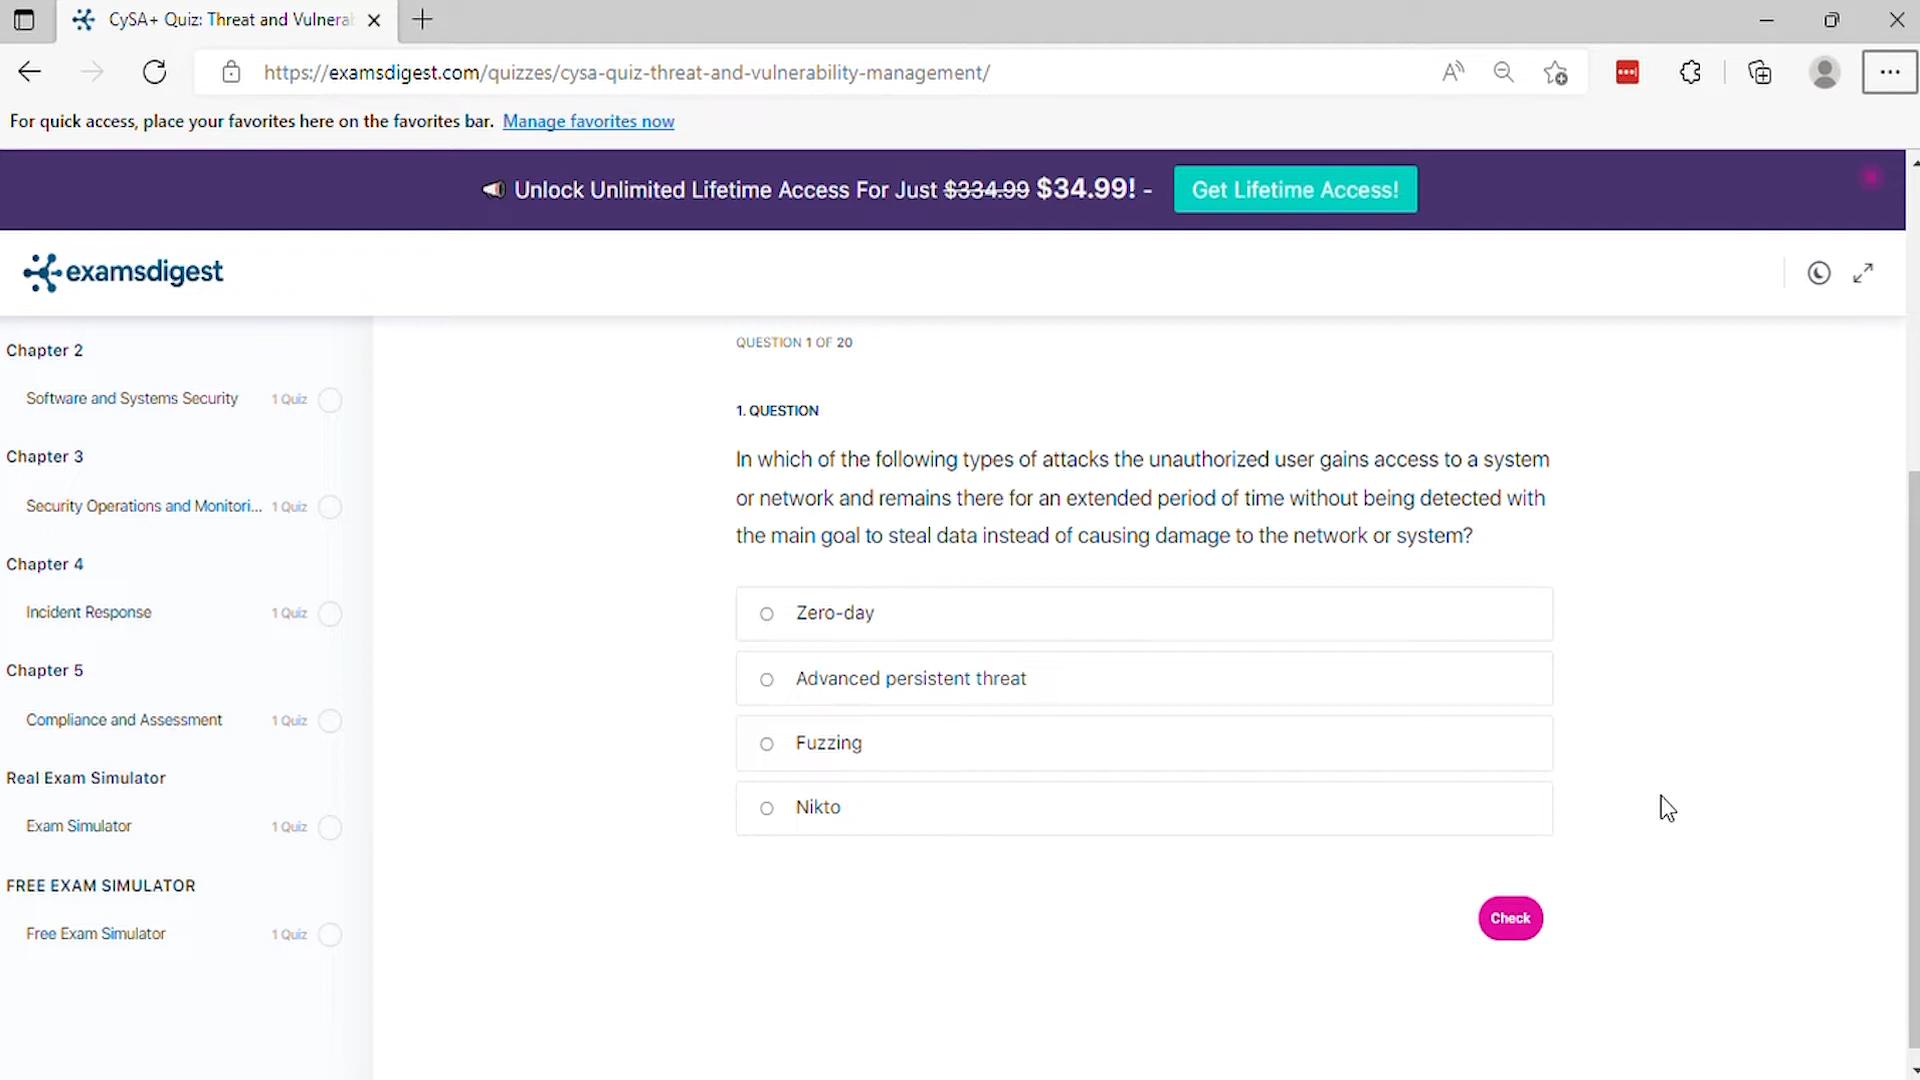 CySA+ Quiz: Threat and Vulnera
https://examsdigest.com/quizzes/cysa-quiz-threat-and-vulnerability-management/
For quick access, place your favorites here on the favorites bar. Manage favorites now
Unlock Unlimited Lifetime Access For Just $334.99 $34.99! - Get Lifetime Access!
examsdigest
Chapter 2
Software and Systems Security 1 Quiz
Chapter 3
Security Operations and Monitori... 1 Quiz
Chapter 4
Incident Response 1 Quiz
Chapter 5
Compliance and Assessment 1 Quiz
Real Exam Simulator
Exam Simulator 1 Quiz
FREE EXAM SIMULATOR
Free Exam Simulator 1 Quiz
QUESTION 1 OF 20
1. QUESTION
In which of the following types of attacks the unauthorized user gains access to a system
or network and remains there for an extended period of time without being detected with
the main goal to steal data instead of causing damage to the network or system?
Zero-day
Advanced persistent threat
Fuzzing
Nikto
Check